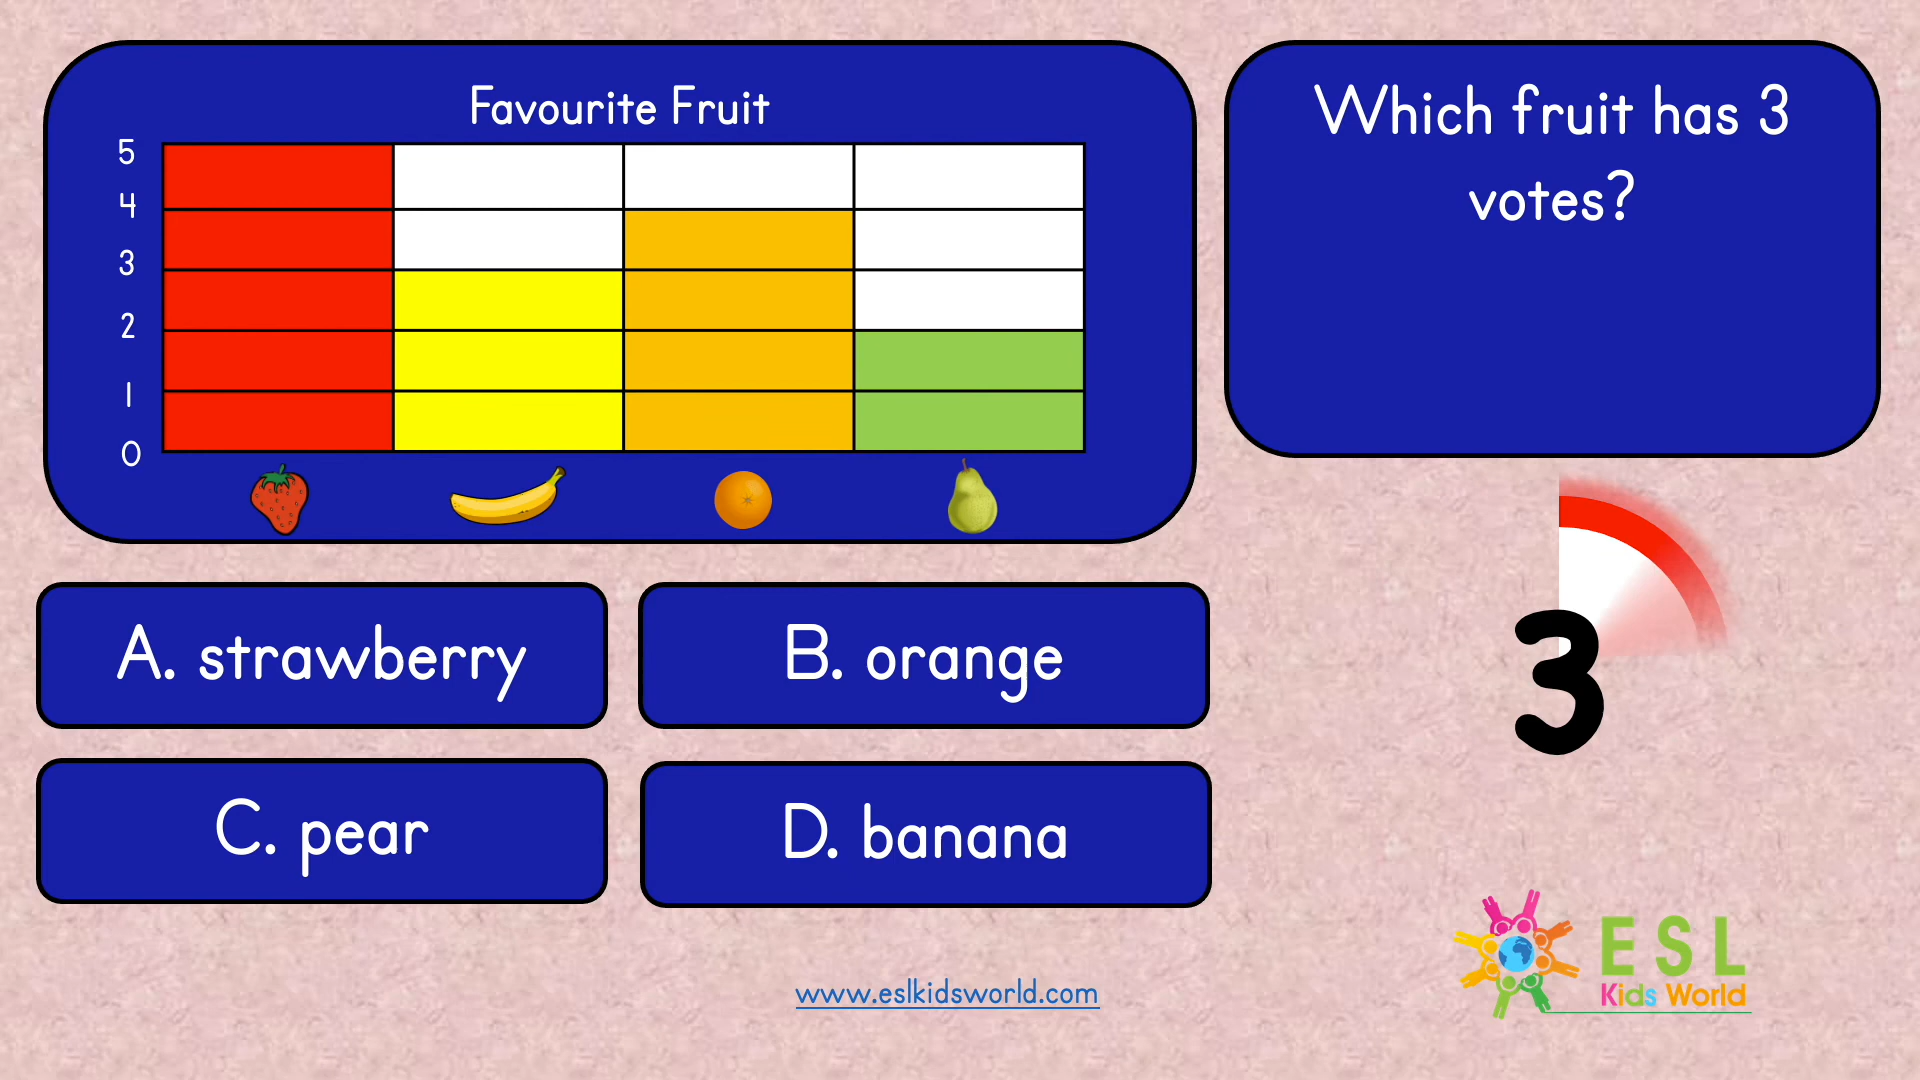 Favourite Fruit
5
4
3
2
1
0
Which fruit has 3
votes?
A. strawberry
B. orange
C. pear
D. banana
3
www.eslkidsworld.com
ESL
Kids World